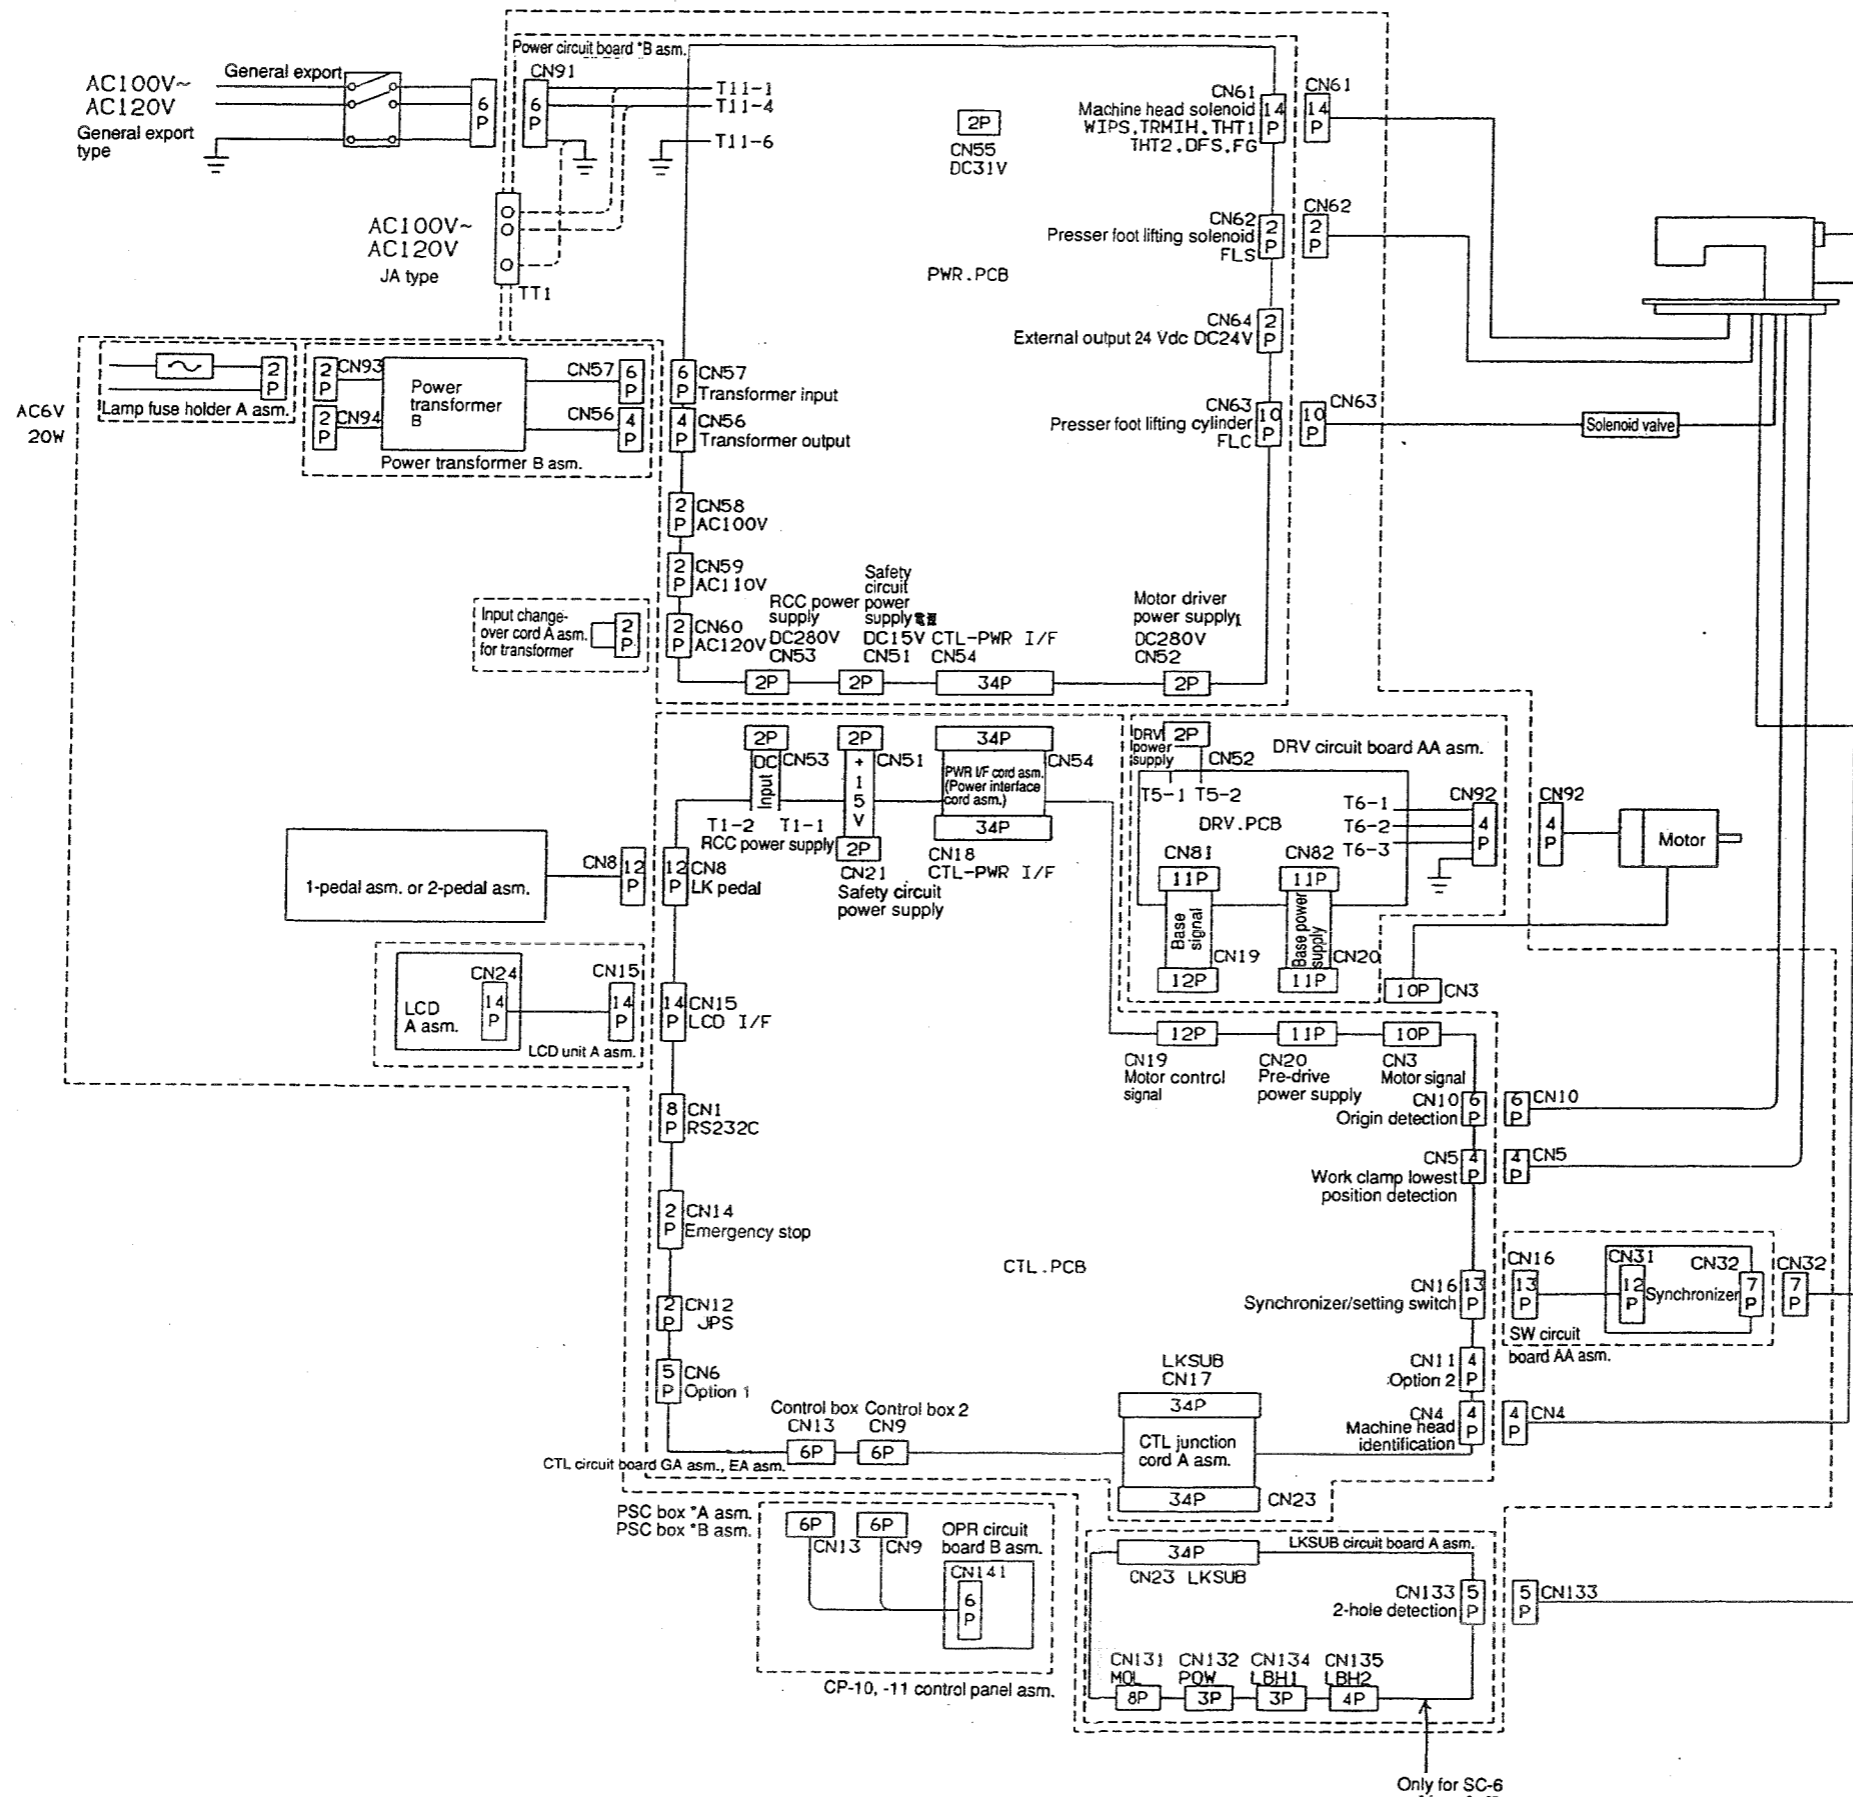 Power circuit board *B asm.
General export
AC100V~
AC120V
General export
type
6
P
CN91
6
P
T11-1
T11-4
T11-6
2P
CN55
DC31V
CN61
Machine head solenoid
WIPS.TRMIH.THT1
THT2.DFS.FG
14
P
CN61
14
P
AC100V~
AC120V
JA type
TT1
PWR.PCB
CN62
Presser foot lifting solenoid
FLS
2
P
CN62
2
P
CN64
External output 24 Vdc DC24V
2
P
AC6V
20W
2
P
Lamp fuse holder A asm.
2
P
CN93
2
P
CN94
Power
transformer
B
CN57
6
P
CN56
4
P
Power transformer B asm.
6
P
CN57
Transformer input
4
P
CN56
Transformer output
CN63
Presser foot lifting cylinder
FLC
10
P
CN63
10
P
Solenoid valve
2
P
CN58
AC100V
2
P
CN59
AC110V
Input change-
over cord A asm.
for transformer
2
P
2
P
CN60
AC120V
RCC power
supply
DC280V
CN53
2P
Safety
circuit
power
supply電源
DC15V
CN51
2P
CTL-PWR I/F
CN54
34P
Motor driver
power supply
DC280V
CN52
2P
2P
CN53
DC
Input
T1-2
T1-1
RCC power supply
2P
CN51
+
1
5
V
2P
CN21
Safety circuit
power supply
34P
CN54
PWR I/F cord asm.
(Power interface
cord asm.)
34P
CN18
CTL-PWR I/F
DRV
power
supply
2P
CN52
DRV circuit board AA asm.
T5-1
T5-2
DRV.PCB
T6-1
T6-2
T6-3
CN92
4
P
CN92
4
P
Motor
CN81
11P
CN82
11P
Base
signal
Base power
supply
CN19
12P
CN20
11P
10P
CN3
1-pedal asm. or 2-pedal asm.
CN8
12
P
12
P
CN8
LK pedal
LCD
A asm.
CN24
14
P
CN15
14
P
LCD unit A asm.
14
P
CN15
LCD I/F
12P
CN19
Motor control
signal
11P
CN20
Pre-drive
power supply
10P
CN3
Motor signal
8
P
CN1
RS232C
CN10
Origin detection
6
P
6
P
CN10
CN5
Work clamp lowest
position detection
4
P
4
P
CN5
2
P
CN14
Emergency stop
CTL.PCB
CN16
Synchronizer/setting switch
13
P
CN16
13
P
CN31
12
P
Synchronizer
CN32
7
P
CN32
7
P
SW circuit
board AA asm.
2
P
CN12
JPS
5
P
CN6
Option 1
CN11
Option 2
4
P
LKSUB
CN17
34P
CTL junction
cord A asm.
34P
CN23
CN4
Machine head
identification
4
P
4
P
CN4
Control box
CN13
6P
Control box 2
CN9
6P
CTL circuit board GA asm., EA asm.
PSC box *A asm.
PSC box *B asm.
6P
CN13
6P
CN9
OPR circuit
board B asm.
CN141
6
P
CP-10, -11 control panel asm.
34P
CN23 LKSUB
LKSUB circuit board A asm.
CN133
2-hole detection
5
P
5
P
CN133
CN131
MOL
8P
CN132
POW
3P
CN134
LBH1
3P
CN135
LBH2
4P
Only for SC-6